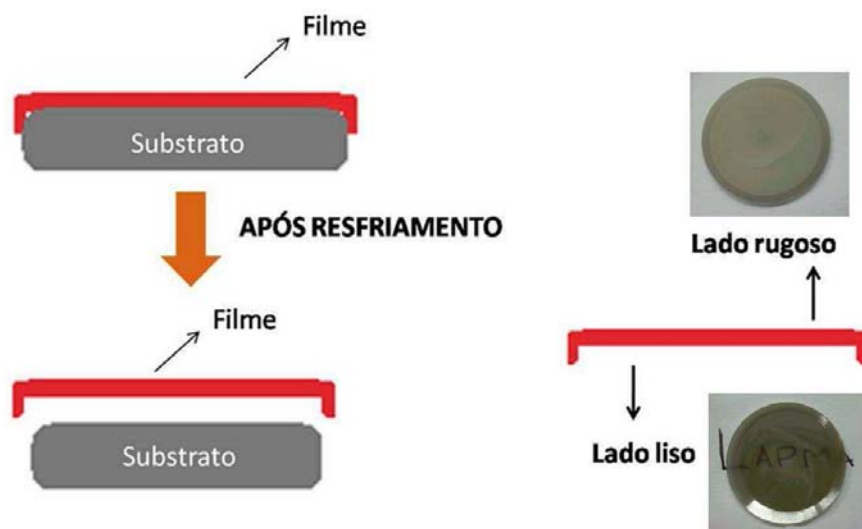 Filme
Substrato
APÓS RESFRIAMENTO
Filme
Substrato
Lado rugoso
Lado liso
LAPMA